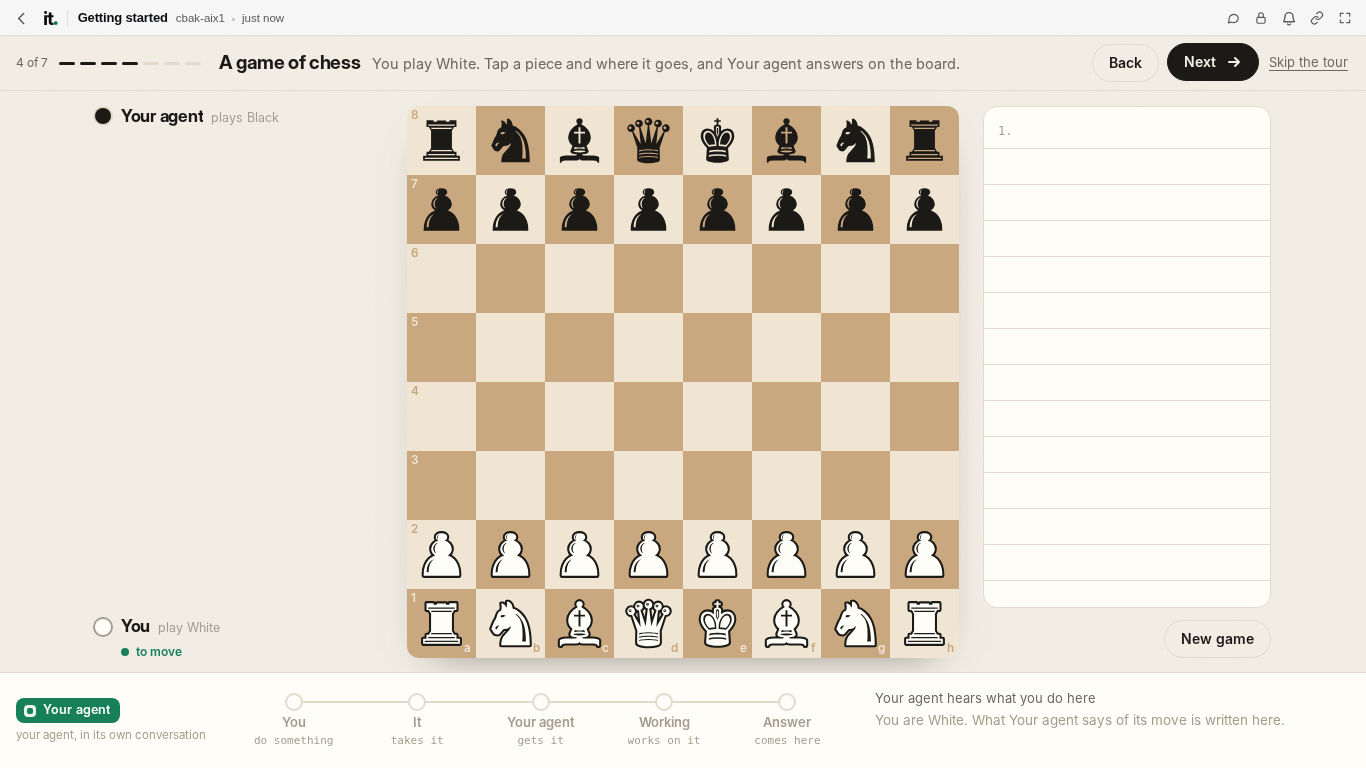 it. Getting started cbak-aix1 • just now
4 of 7 A game of chess You play White. Tap a piece and where it goes, and Your agent answers on the board. Back Next → Skip the tour
Your agent plays Black
8
7
6
5
4
3
2
1
a b c d e f g h
1.
You play White
to move
New game
Your agent
your agent, in its own conversation
You It Your agent Working Answer
do something takes it gets it works on it comes here
Your agent hears what you do here
You are White. What Your agent says of its move is written here.